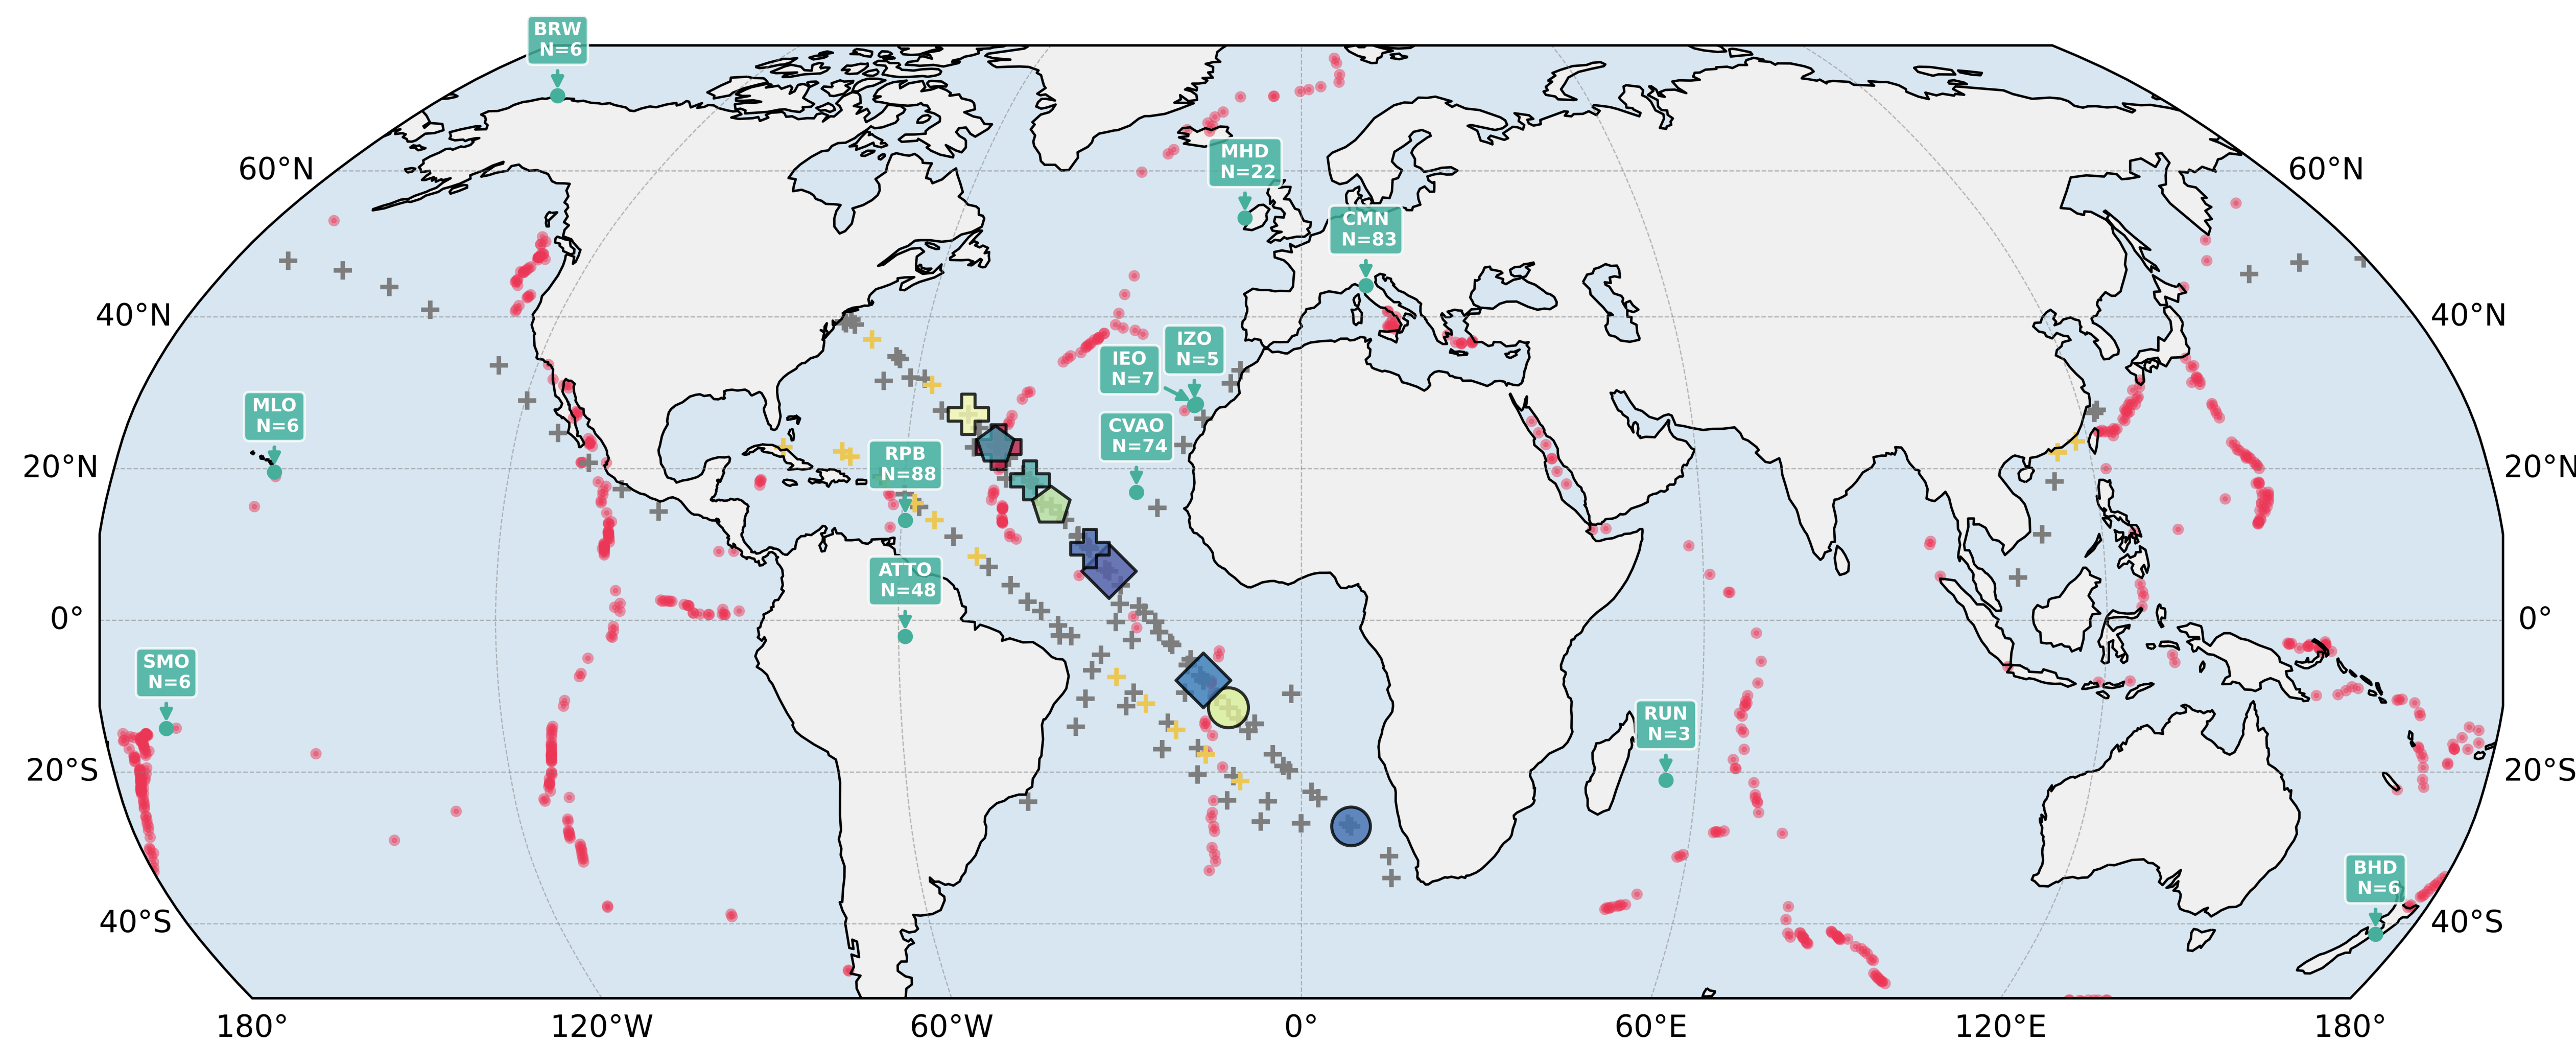 BRW
N=6
60°N
60°N
MHD
N=22
CMN
N=83
40°N
40°N
IZO
N=5
IEO
N=7
MLO
N=6
CVAO
N=74
RPB
N=88
20°N
20°N
ATTO
N=48
0°
0°
SMO
N=6
RUN
N=3
20°S
20°S
BHD
N=6
40°S
40°S
180°
120°W
60°W
0°
60°E
120°E
180°